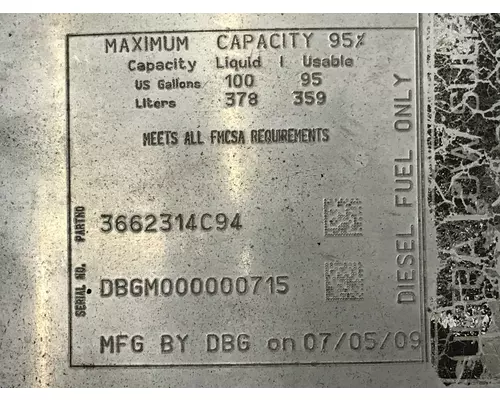 MAXIMUM CAPACITY 95%
Capacity Liquid | Usable
US Gallons 100 95
Liters 378 359
MEETS ALL FMCSA REQUIREMENTS
PARTNO 3662314C94
SERIAL NO. DBGM000000715
MFG BY DBG on 07/05/09
DIESEL FUEL ONLY